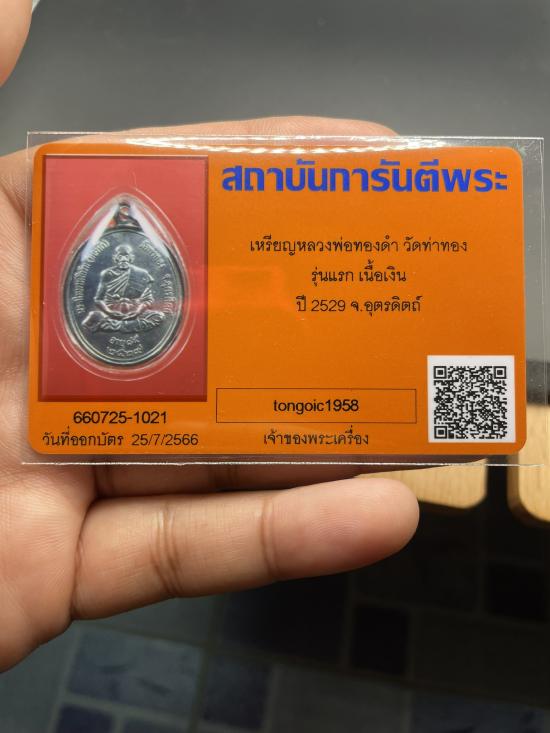 สถาบันการันตีพระ
เหรียญหลวงพ่อทองดำ วัดท่าทอง
รุ่นแรก เนื้อเงิน
ปี 2529 จ.อุตรดิตถ์
660725-1021
วันที่ออกบัตร 25/7/2566
tongoic1958
เจ้าของพระเครื่อง
๒๕๒๙